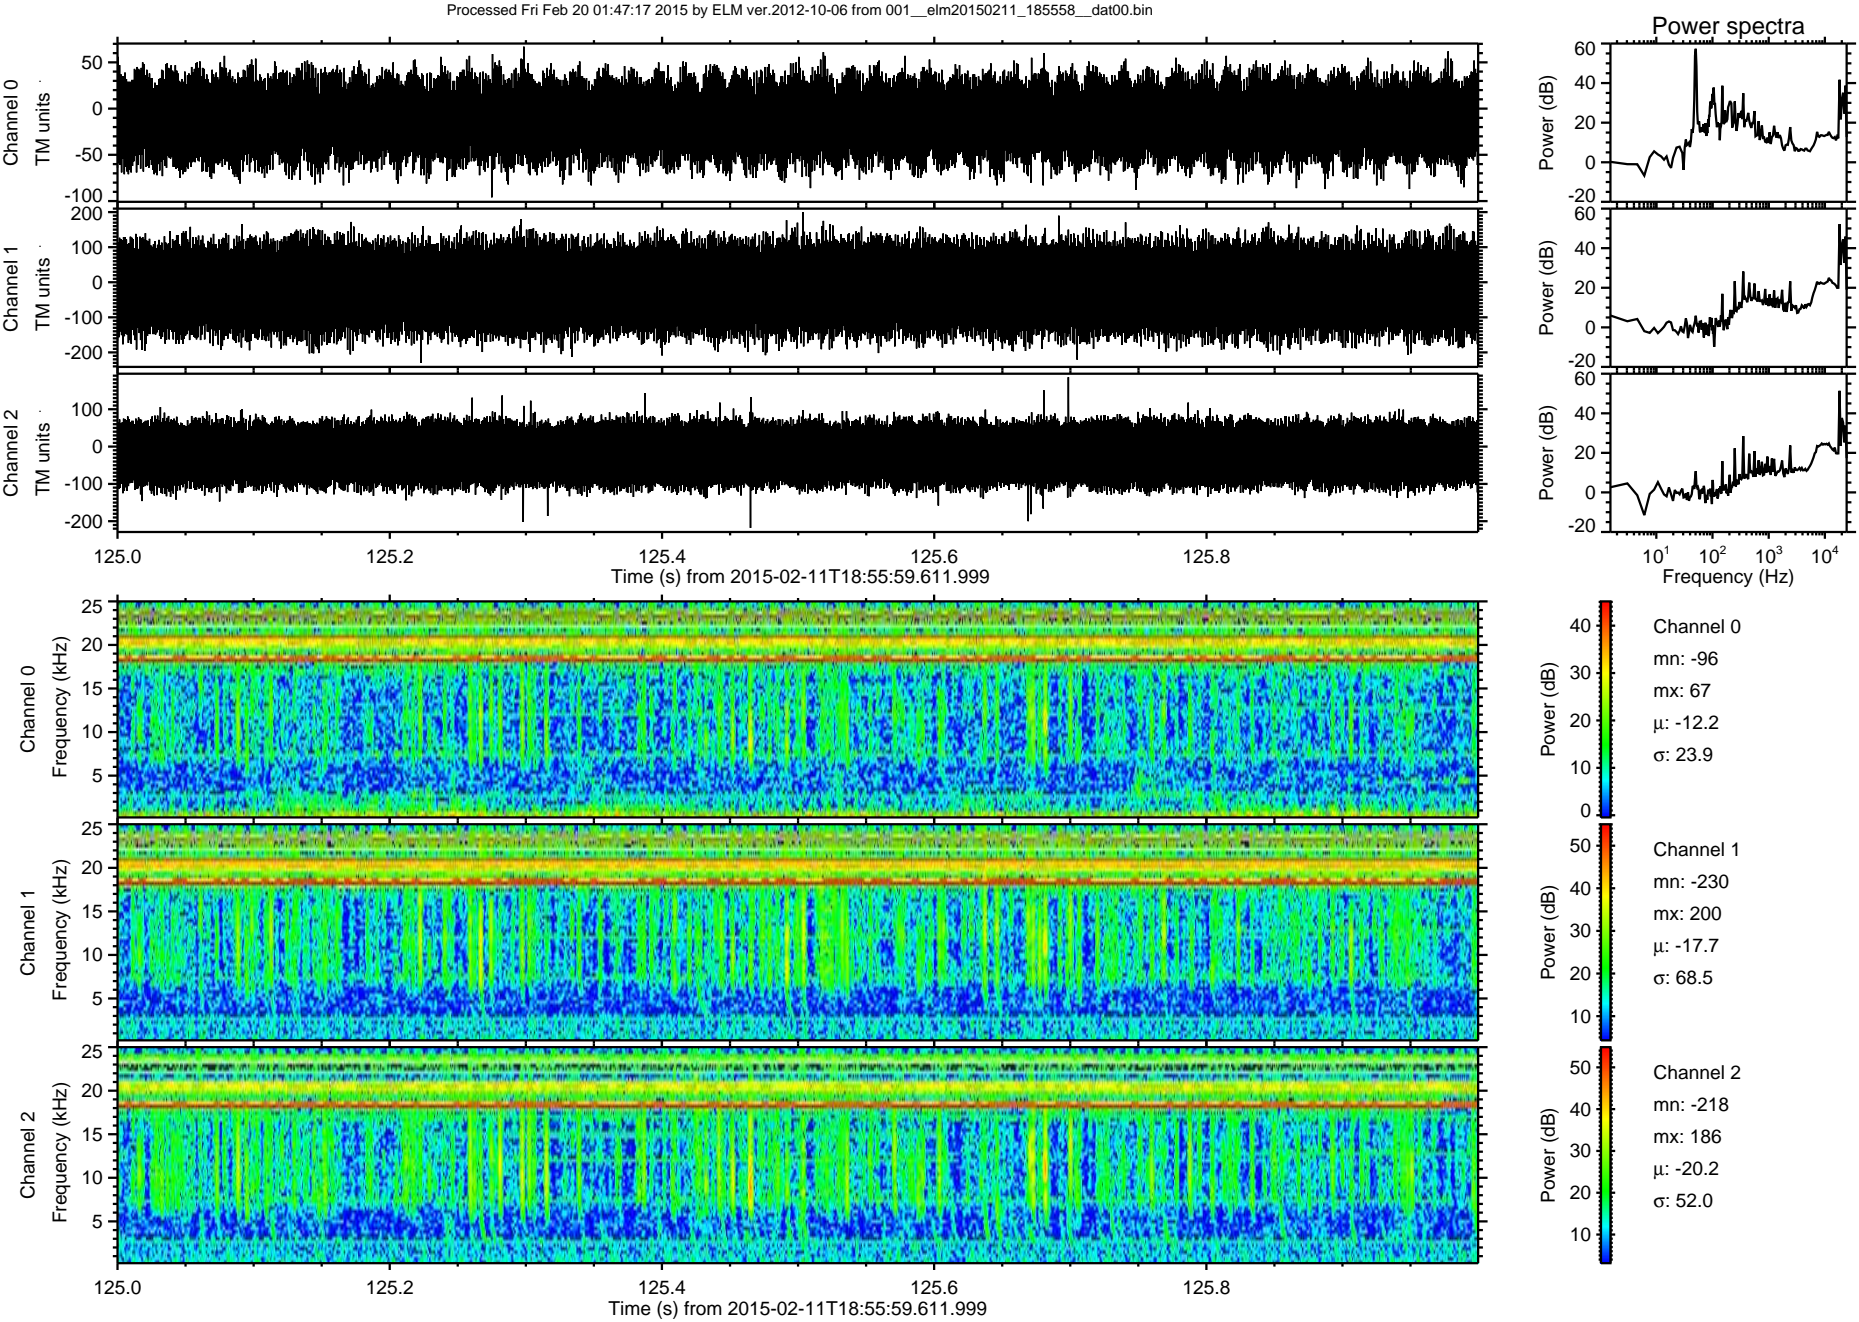 Processed Fri Feb 20 01:47:17 2015 by ELM ver.2012-10-06 from 001__elm20150211_185558__dat00.bin
Power spectra
Channel 0
TM units
50
0
-50
-100
Power (dB)
60
40
20
0
-20
Channel 1
TM units
200
100
0
-100
-200
Power (dB)
60
40
20
0
-20
Channel 2
TM units
100
0
-100
-200
Power (dB)
60
40
20
0
-20
125.0 125.2 125.4 125.6 125.8
Time (s) from 2015-02-11T18:55:59.611.999
10¹ 10² 10³ 10⁴
Frequency (Hz)
Channel 0
Frequency (kHz)
25
20
15
10
5
Power (dB)
40
30
20
10
0
Channel 0
mn: -96
mx: 67
μ: -12.2
σ: 23.9
Channel 1
Frequency (kHz)
25
20
15
10
5
Power (dB)
50
40
30
20
10
Channel 1
mn: -230
mx: 200
μ: -17.7
σ: 68.5
Channel 2
Frequency (kHz)
25
20
15
10
5
Power (dB)
50
40
30
20
10
Channel 2
mn: -218
mx: 186
μ: -20.2
σ: 52.0
125.0 125.2 125.4 125.6 125.8
Time (s) from 2015-02-11T18:55:59.611.999